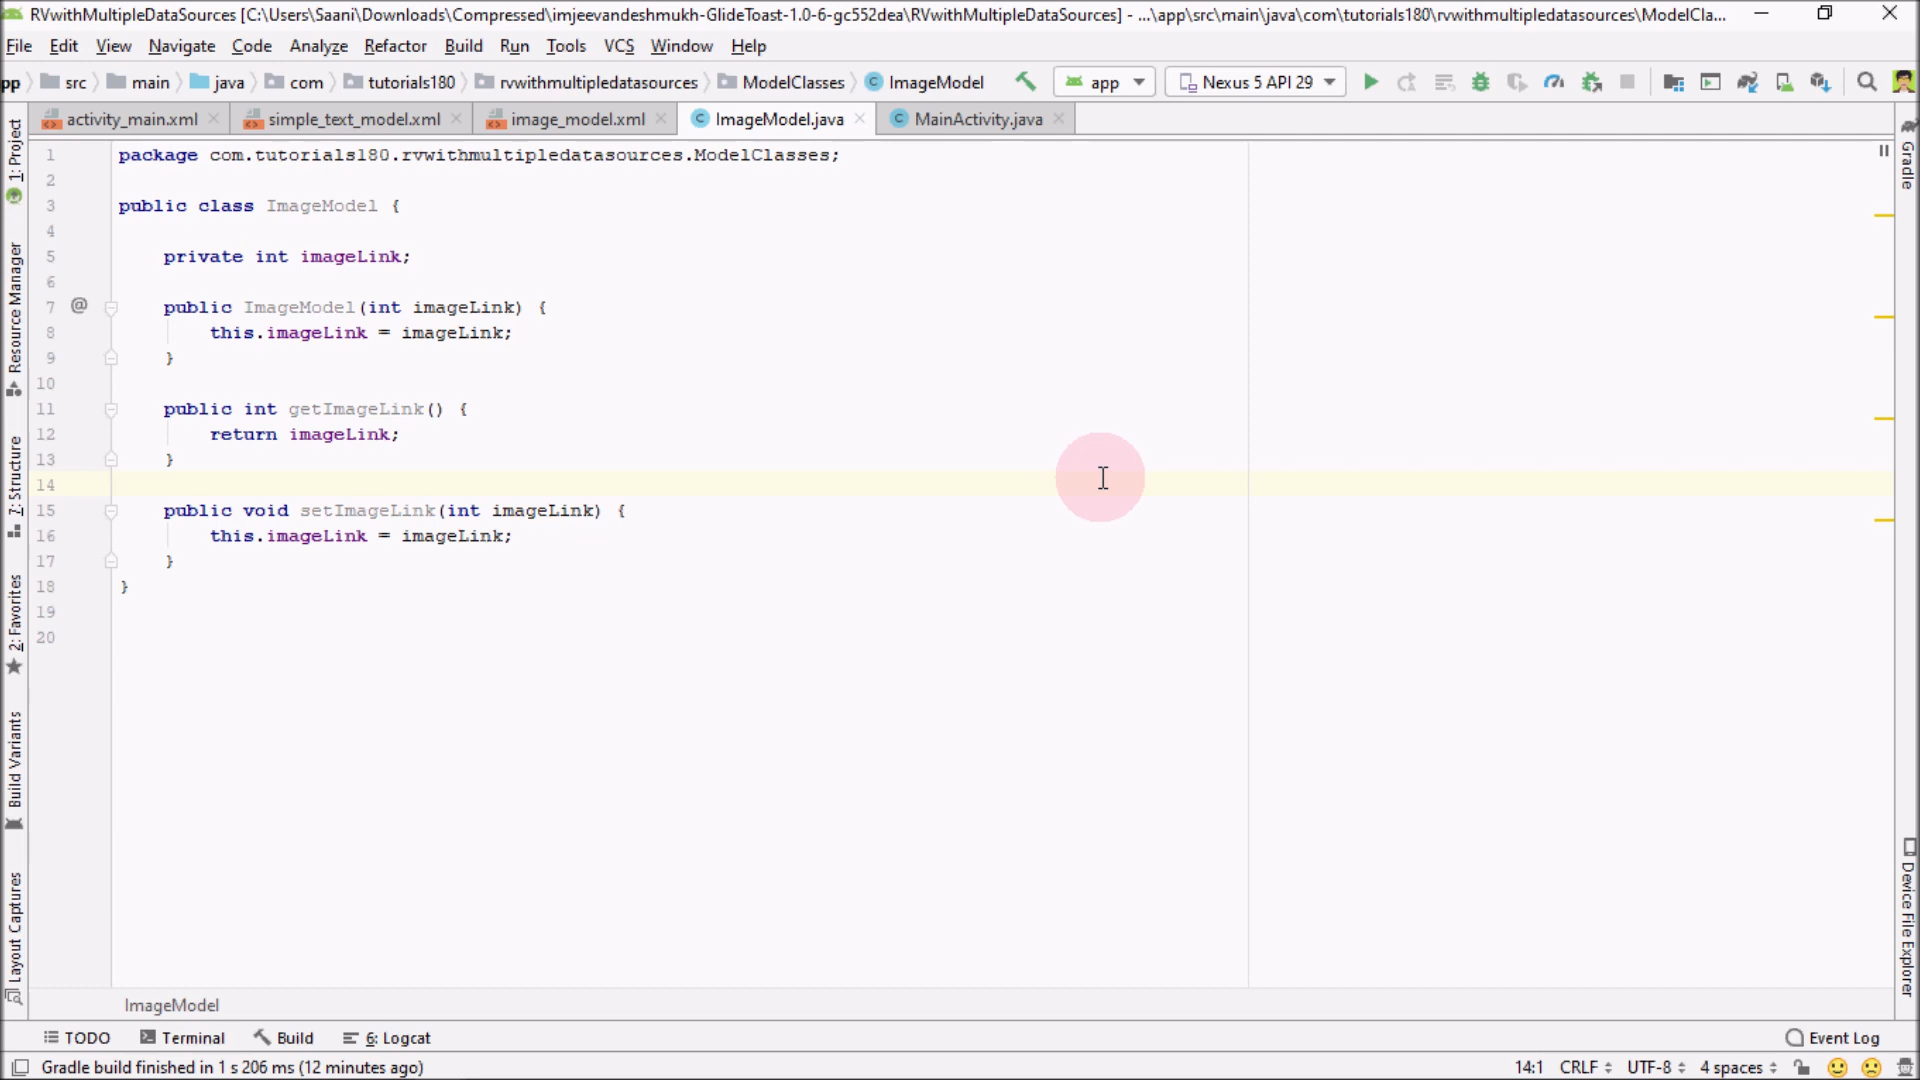 RVwithMultipleDataSources [C:\Users\Saani\Downloads\Compressed\imjeevandeshmukh-GlideToast-1.0-6-gc552dea\RVwithMultipleDataSources] - ...\app\src\main\java\com\tutorials180\rvwithmultipledatasources\ModelCla...
File Edit View Navigate Code Analyze Refactor Build Run Tools VCS Window Help
pp src main java com tutorials180 rvwithmultipledatasources ModelClasses ImageModel app Nexus 5 API 29
activity_main.xml simple_text_model.xml image_model.xml ImageModel.java MainActivity.java
1 package com.tutorials180.rvwithmultipledatasources.ModelClasses;
2
3 public class ImageModel {
4
5 private int imageLink;
6
7 @ public ImageModel(int imageLink) {
8 this.imageLink = imageLink;
9 }
10
11 public int getImageLink() {
12 return imageLink;
13 }
14
15 public void setImageLink(int imageLink) {
16 this.imageLink = imageLink;
17 }
18 }
19
20
1: Project
Resource Manager
7: Structure
2: Favorites
Build Variants
Layout Captures
Gradle
Device File Explorer
ImageModel
TODO Terminal Build 6: Logcat Event Log
Gradle build finished in 1 s 206 ms (12 minutes ago) 14:1 CRLF UTF-8 4 spaces